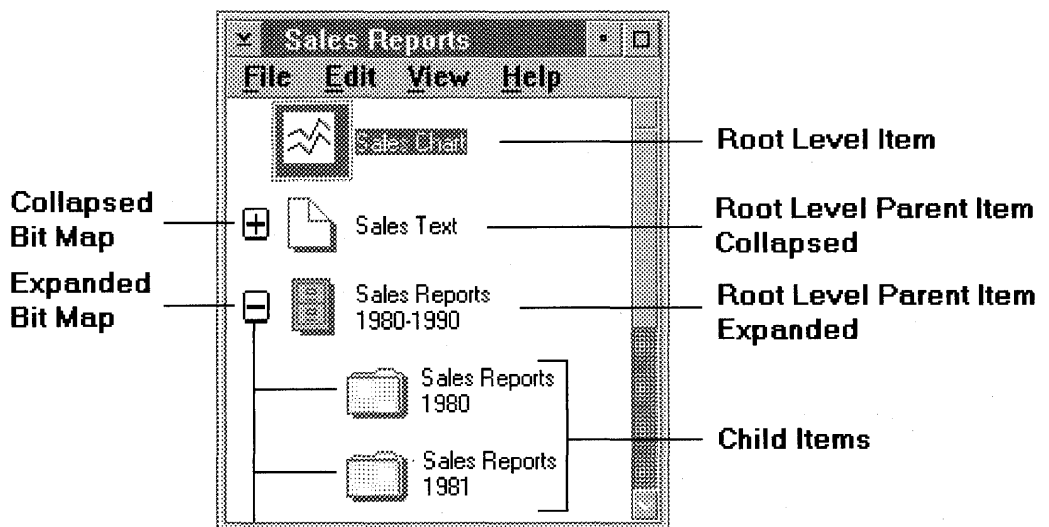 Sales Reports
File Edit View Help
Sales Chart
Root Level Item
Collapsed
Bit Map
Sales Text
Root Level Parent Item
Collapsed
Expanded
Bit Map
Sales Reports
1980-1990
Root Level Parent Item
Expanded
Sales Reports
1980
Child Items
Sales Reports
1981